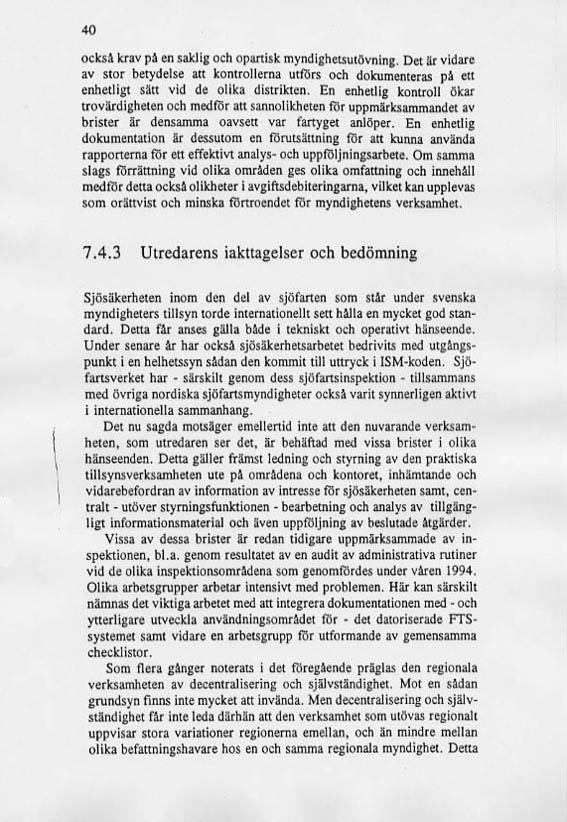 40
också krav på en saklig och opartisk myndighetsutövning. Det är vidare
av stor betydelse att kontrollerna utförs och dokumenteras på ett
enhetligt sätt vid de olika distrikten. En enhetlig kontroll ökar
trovärdigheten och medför att sannolikheten för uppmärksammandet av
brister är densamma oavsett var fartyget anlöper. En enhetlig
dokumentation är dessutom en förutsättning för att kunna använda
rapporterna för ett effektivt analys- och uppföljningsarbete. Om samma
slags förrättning vid olika områden ges olika omfattning och innehåll
medför detta också olikheter i avgiftsdebiteringarna, vilket kan upplevas
som orättvist och minska förtroendet för myndighetens verksamhet.
7.4.3 Utredarens iakttagelser och bedömning
Sjösäkerheten inom den del av sjöfarten som står under svenska
myndigheters tillsyn torde internationellt sett hålla en mycket god stan-
dard. Detta får anses gälla både i tekniskt och operativt hänseende.
Under senare år har också sjösäkerhetsarbetet bedrivits med utgångs-
punkt i en helhetssyn sådan den kommit till uttryck i ISM-koden. Sjö-
fartsverket har - särskilt genom dess sjöfartsinspektion - tillsammans
med övriga nordiska sjöfartsmyndigheter också varit synnerligen aktivt
i internationella sammanhang.
Det nu sagda motsäger emellertid inte att den nuvarande verksam-
heten, som utredaren ser det, är behäftad med vissa brister i olika
hänseenden. Detta gäller främst ledning och styrning av den praktiska
tillsynsverksamheten ute på områdena och kontoret, inhämtande och
vidarebefordran av information av intresse för sjösäkerheten samt, cen-
tralt - utöver styrningsfunktionen - bearbetning och analys av tillgäng-
ligt informationsmaterial och även uppföljning av beslutade åtgärder.
Vissa av dessa brister är redan tidigare uppmärksammade av in-
spektionen, bl.a. genom resultatet av en audit av administrativa rutiner
vid de olika inspektionsområdena som genomfördes under våren 1994.
Olika arbetsgrupper arbetar intensivt med problemen. Här kan särskilt
nämnas det viktiga arbetet med att integrera dokumentationen med - och
ytterligare utveckla användningsområdet för - det datoriserade FTS-
systemet samt vidare en arbetsgrupp för utformande av gemensamma
checklistor.
Som flera gånger noterats i det föregående präglas den regionala
verksamheten av decentralisering och självständighet. Mot en sådan
grundsyn finns inte mycket att invända. Men decentralisering och själv-
ständighet får inte leda därhän att den verksamhet som utövas regionalt
uppvisar stora variationer regionerna emellan, och än mindre mellan
olika befattningshavare hos en och samma regionala myndighet. Detta